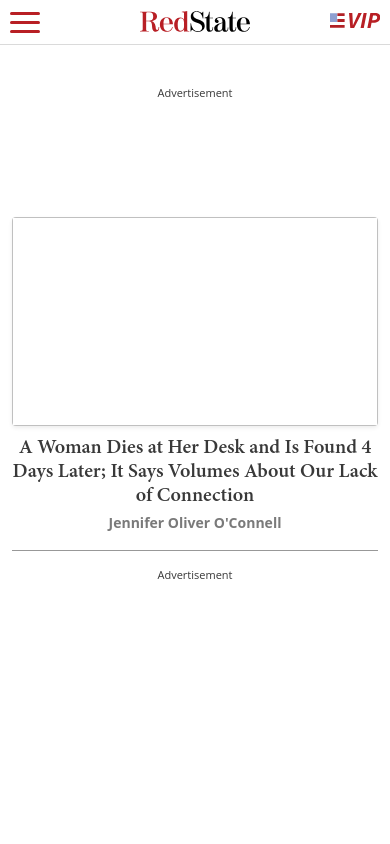 RedState
VIP
Advertisement
A Woman Dies at Her Desk and Is Found 4
Days Later; It Says Volumes About Our Lack
of Connection
Jennifer Oliver O'Connell
Advertisement